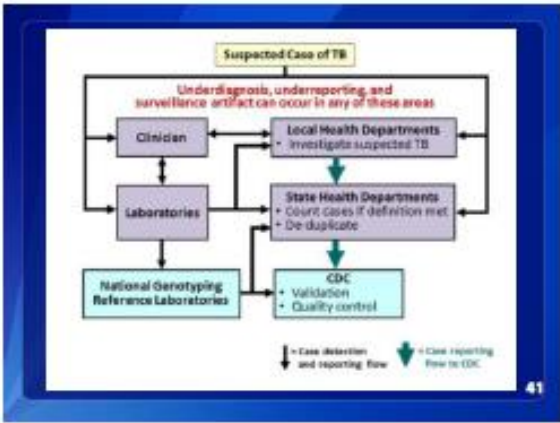 Suspected Case of TB
Underdiagnosis, underreporting, and
surveillance artifact can occur in any of these areas
Clinician
Local Health Departments
• Investigate suspected TB
Laboratories
State Health Departments
• Count cases if definition met
• De-duplicate
National Genotyping
Reference Laboratories
CDC
• Validation
• Quality control
= Case detection
and reporting flow
= Case reporting
flow to CDC
41